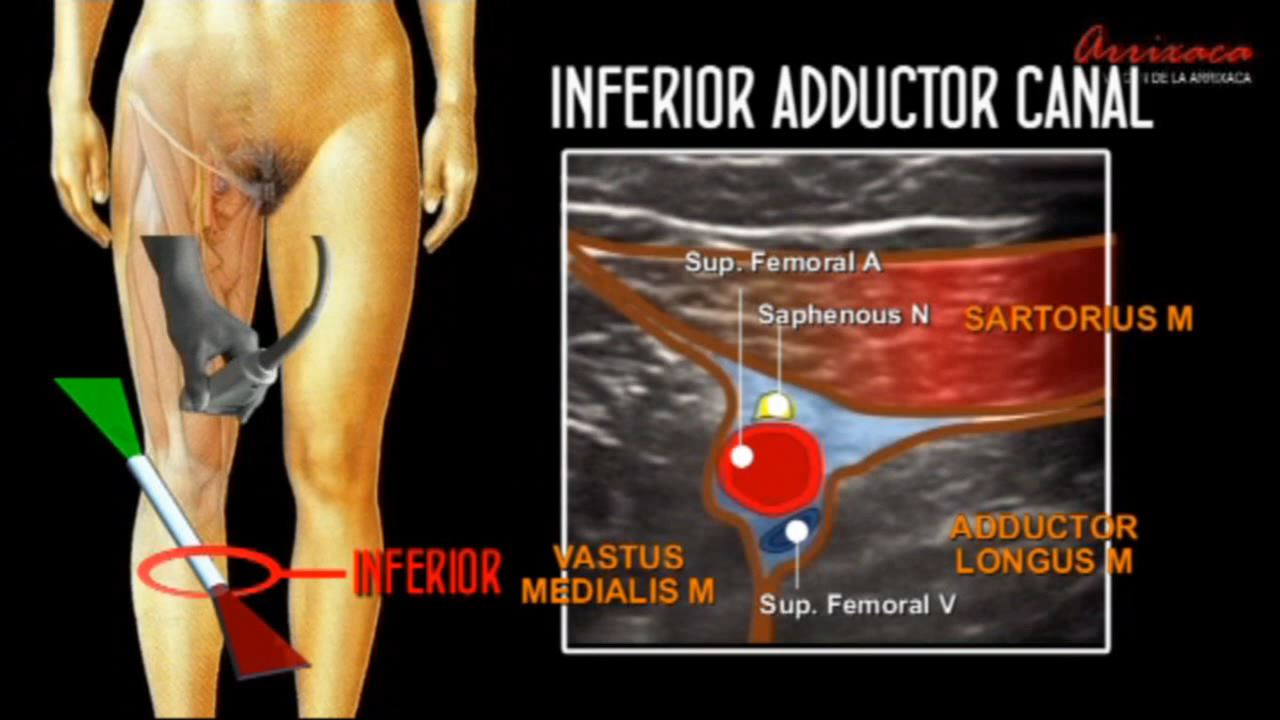 Arrixaca
DE LA ARRIXACA
INFERIOR ADDUCTOR CANAL
Sup. Femoral A
Saphenous N
SARTORIUS M
ADDUCTOR
LONGUS M
INFERIOR
VASTUS
MEDIALIS M
Sup. Femoral V